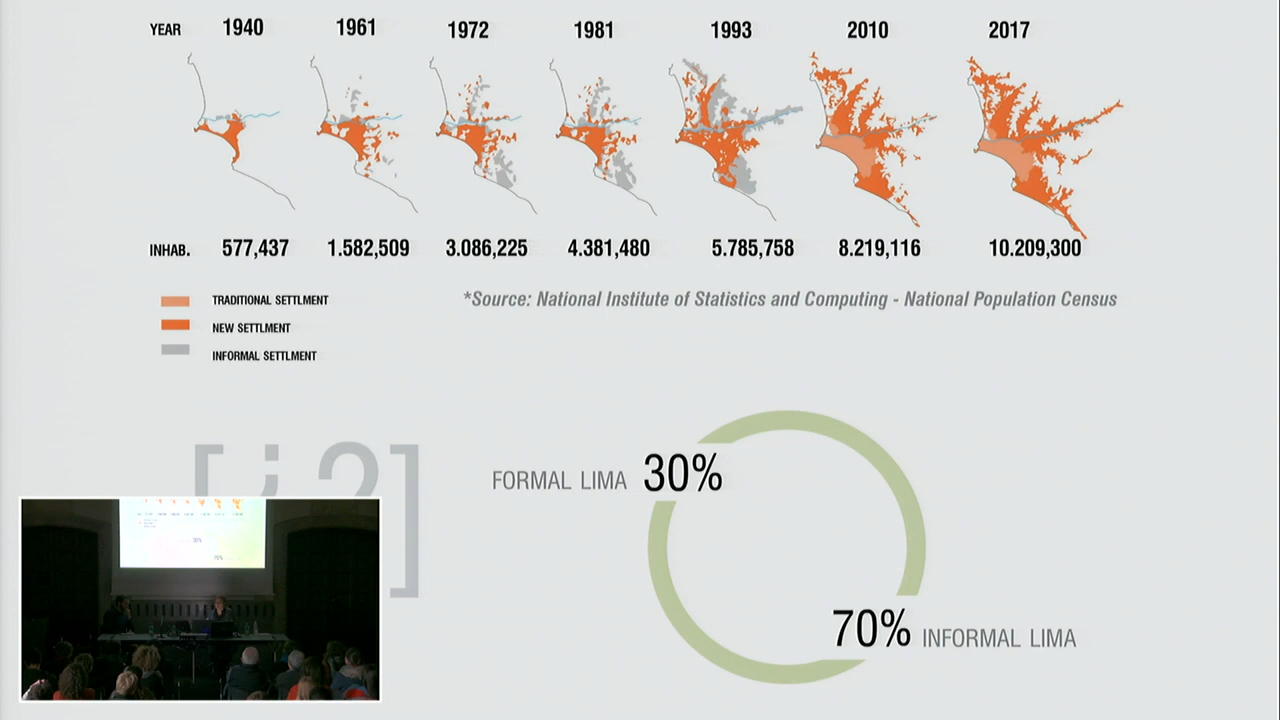 YEAR 1940 1961 1972 1981 1993 2010 2017
INHAB. 577,437 1.582,509 3.086,225 4.381,480 5.785,758 8.219,116 10.209,300
TRADITIONAL SETTLMENT
*Source: National Institute of Statistics and Computing - National Population Census
NEW SETTLMENT
INFORMAL SETTLMENT
[¿?]
FORMAL LIMA 30%
70% INFORMAL LIMA
30%
70%